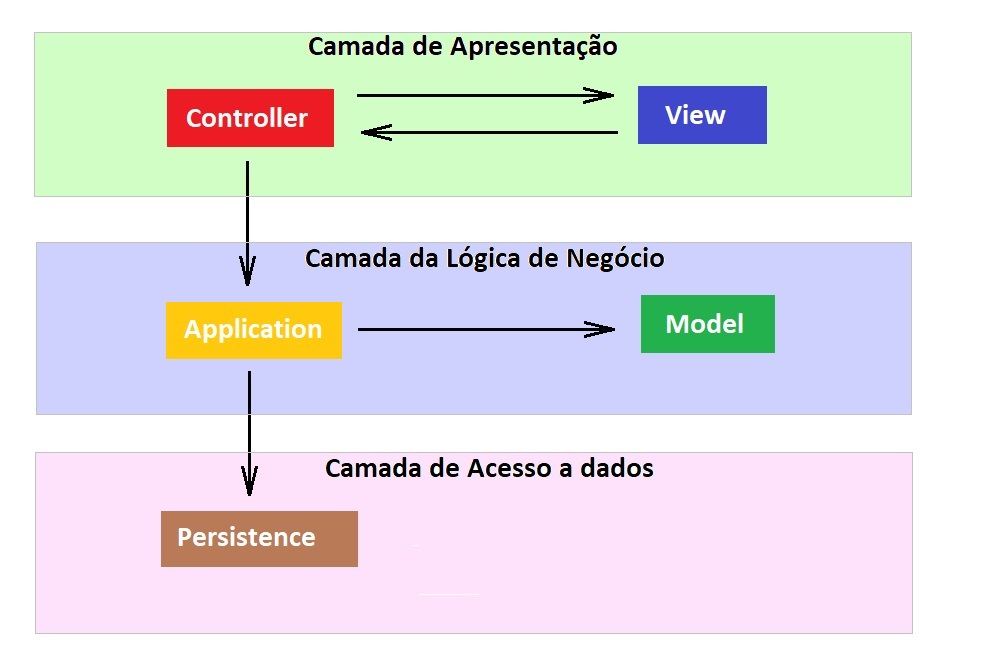 Camada de Apresentação
Controller
View
Camada da Lógica de Negócio
Application
Model
Camada de Acesso a dados
Persistence